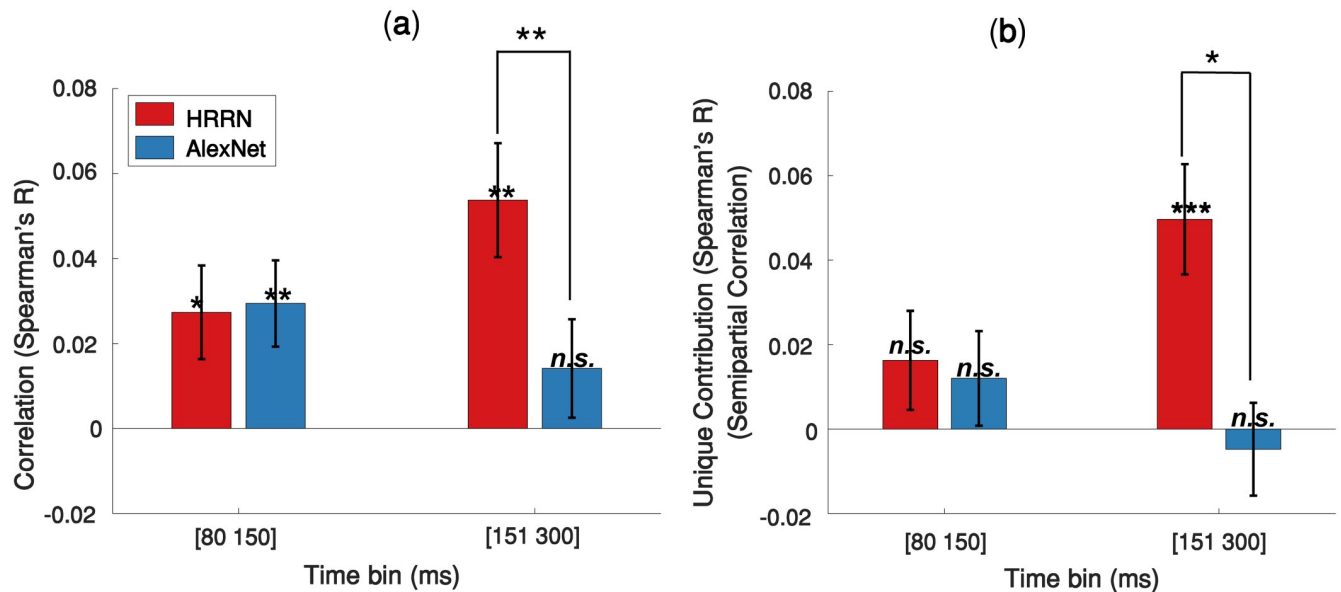 (a)
**
0.08
0.06
0.04
0.02
0
-0.02
Correlation (Spearman's R)
HRRN
AlexNet
*
**
**
n.s.
[80 150]
[151 300]
Time bin (ms)
(b)
*
0.08
0.06
0.04
0.02
0
-0.02
Unique Contribution (Spearman's R)
(Semipartial Correlation)
n.s.
n.s.
***
n.s.
[80 150]
[151 300]
Time bin (ms)